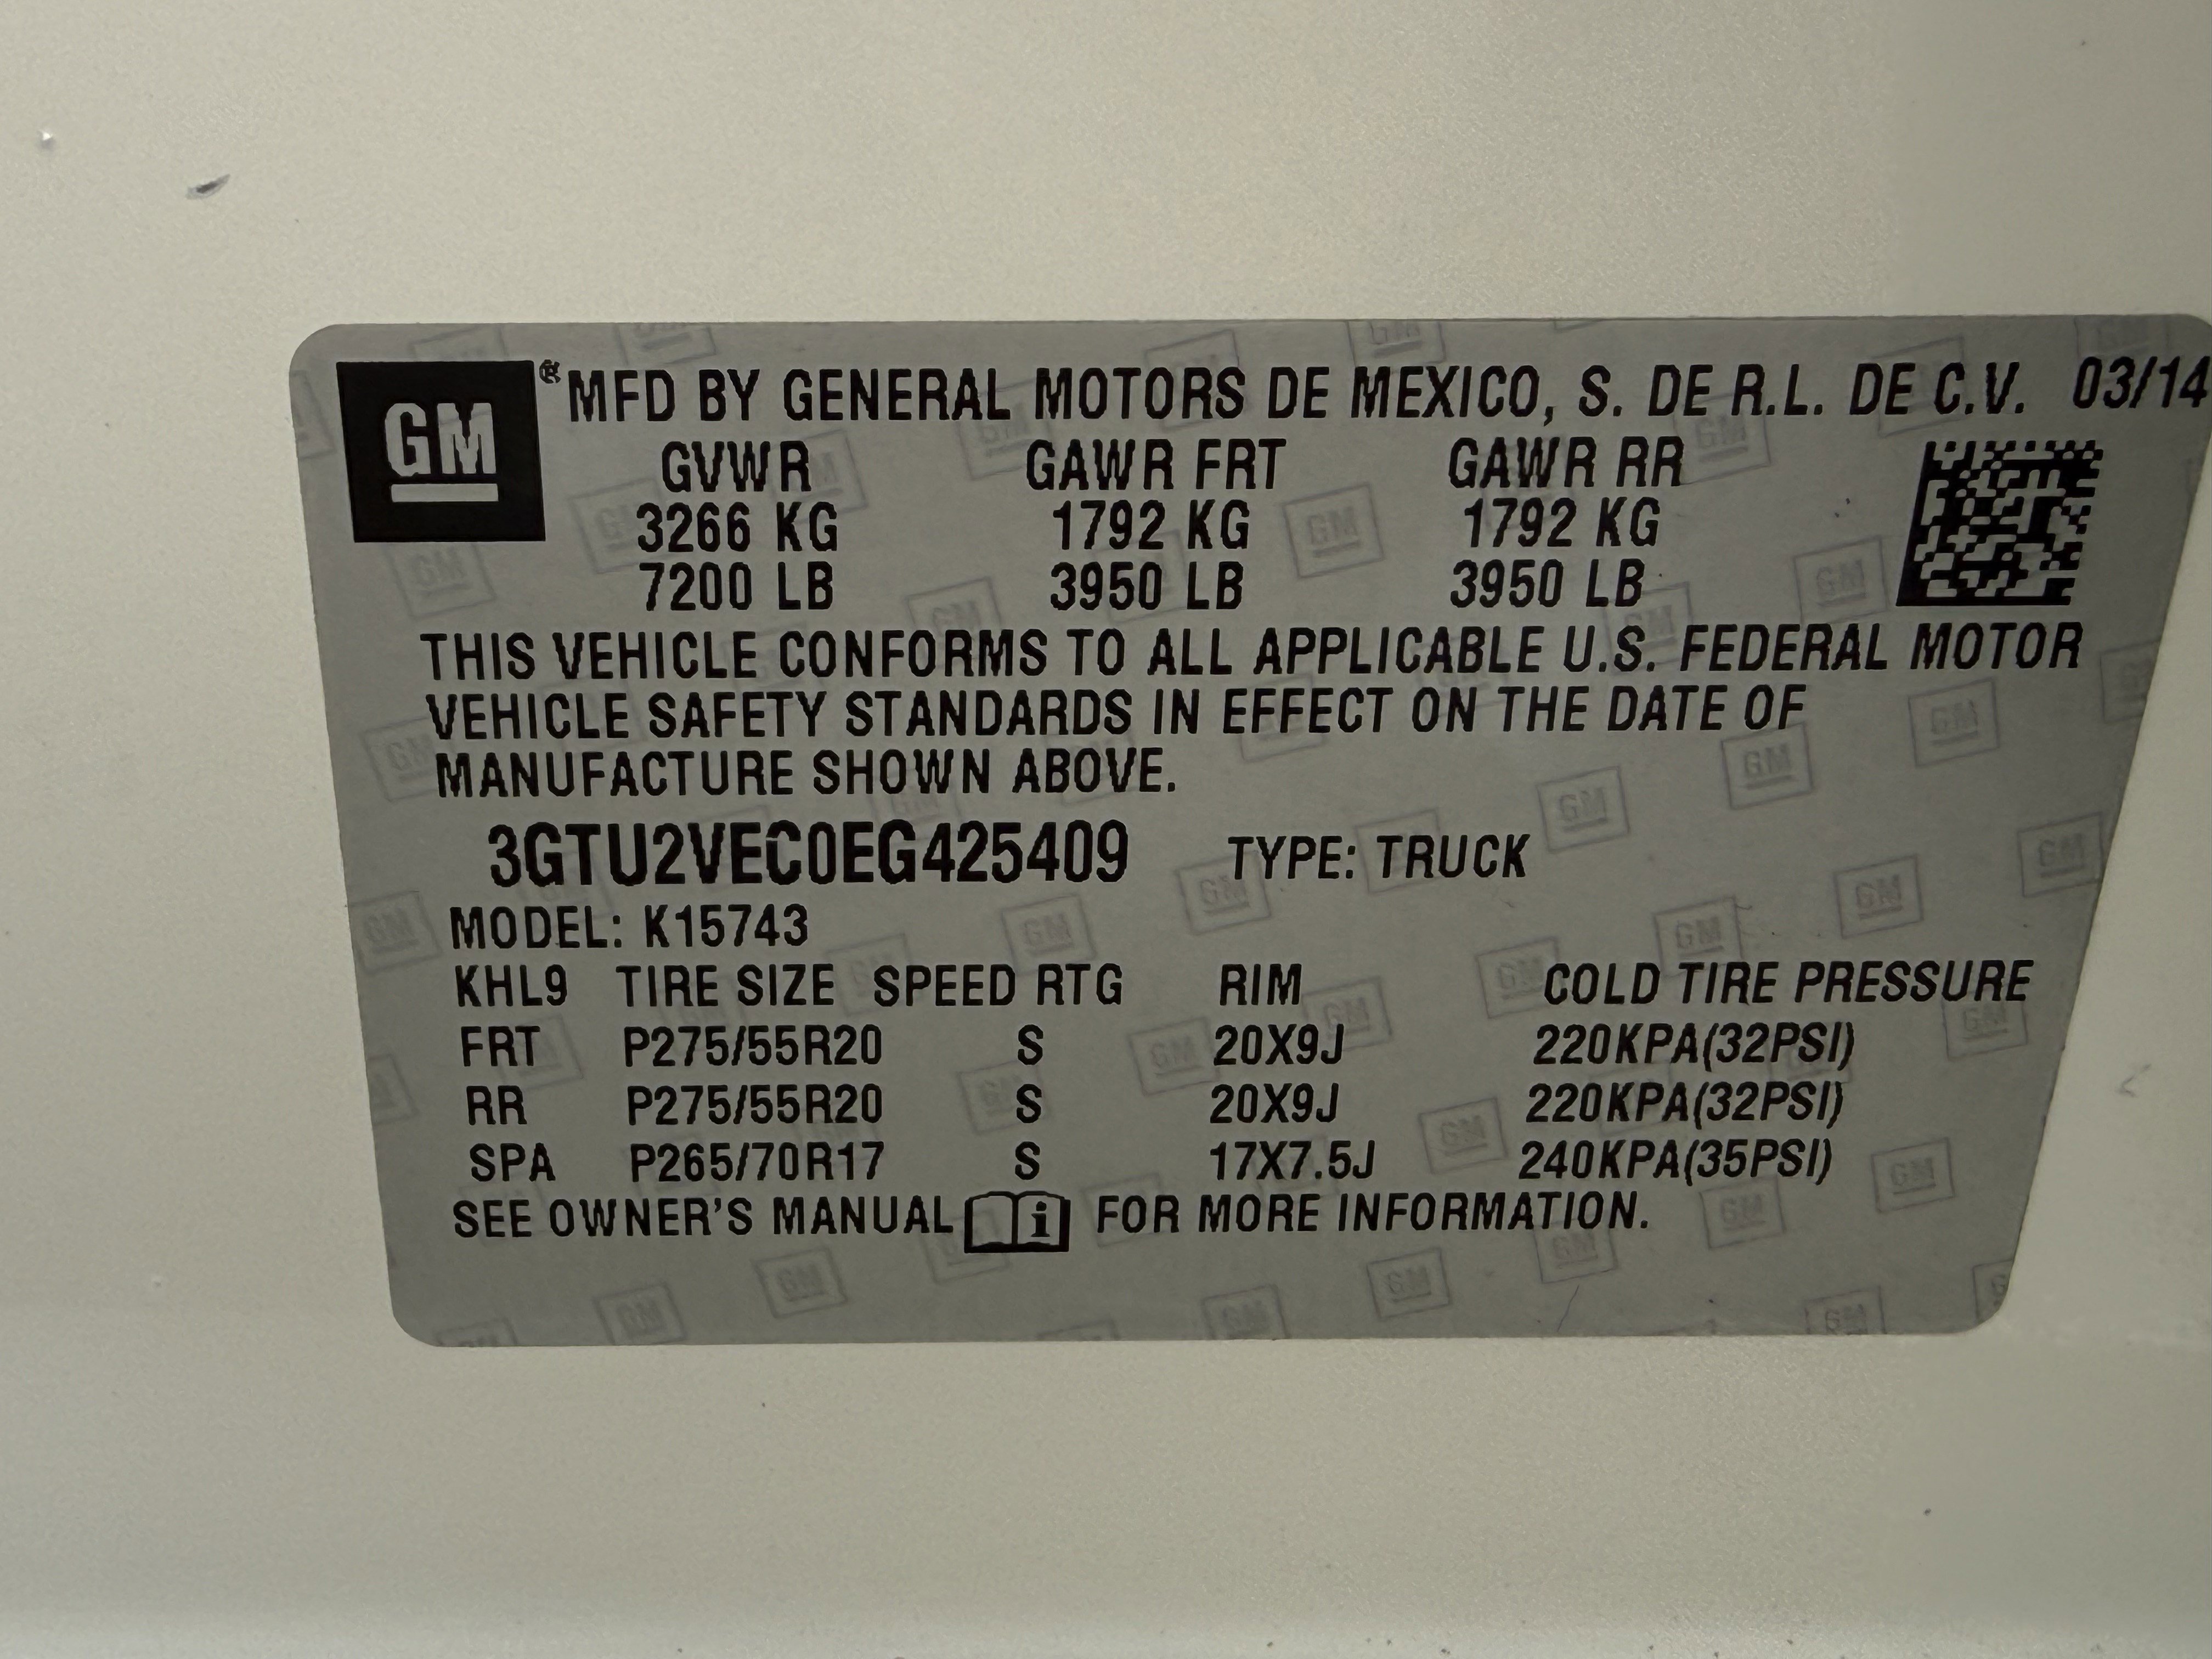 GM ® MFD BY GENERAL MOTORS DE MEXICO, S. DE R.L. DE C.V. 03/14
GVWR GAWR FRT GAWR RR
3266 KG 1792 KG 1792 KG
7200 LB 3950 LB 3950 LB
THIS VEHICLE CONFORMS TO ALL APPLICABLE U.S. FEDERAL MOTOR
VEHICLE SAFETY STANDARDS IN EFFECT ON THE DATE OF
MANUFACTURE SHOWN ABOVE.
3GTU2VEC0EG425409 TYPE: TRUCK
MODEL: K15743
KHL9 TIRE SIZE SPEED RTG RIM COLD TIRE PRESSURE
FRT P275/55R20 S 20X9J 220KPA(32PSI)
RR P275/55R20 S 20X9J 220KPA(32PSI)
SPA P265/70R17 S 17X7.5J 240KPA(35PSI)
SEE OWNER'S MANUAL i FOR MORE INFORMATION.